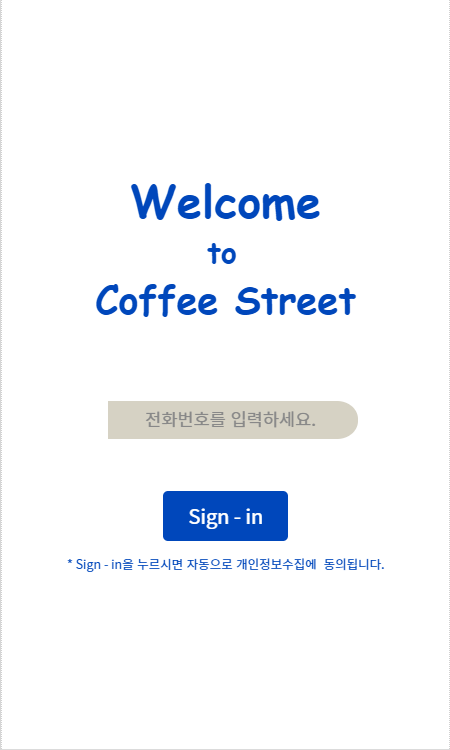 Welcome
to
Coffee Street
전화번호를 입력하세요.
Sign - in
* Sign - in을 누르시면 자동으로 개인정보수집에  동의됩니다.